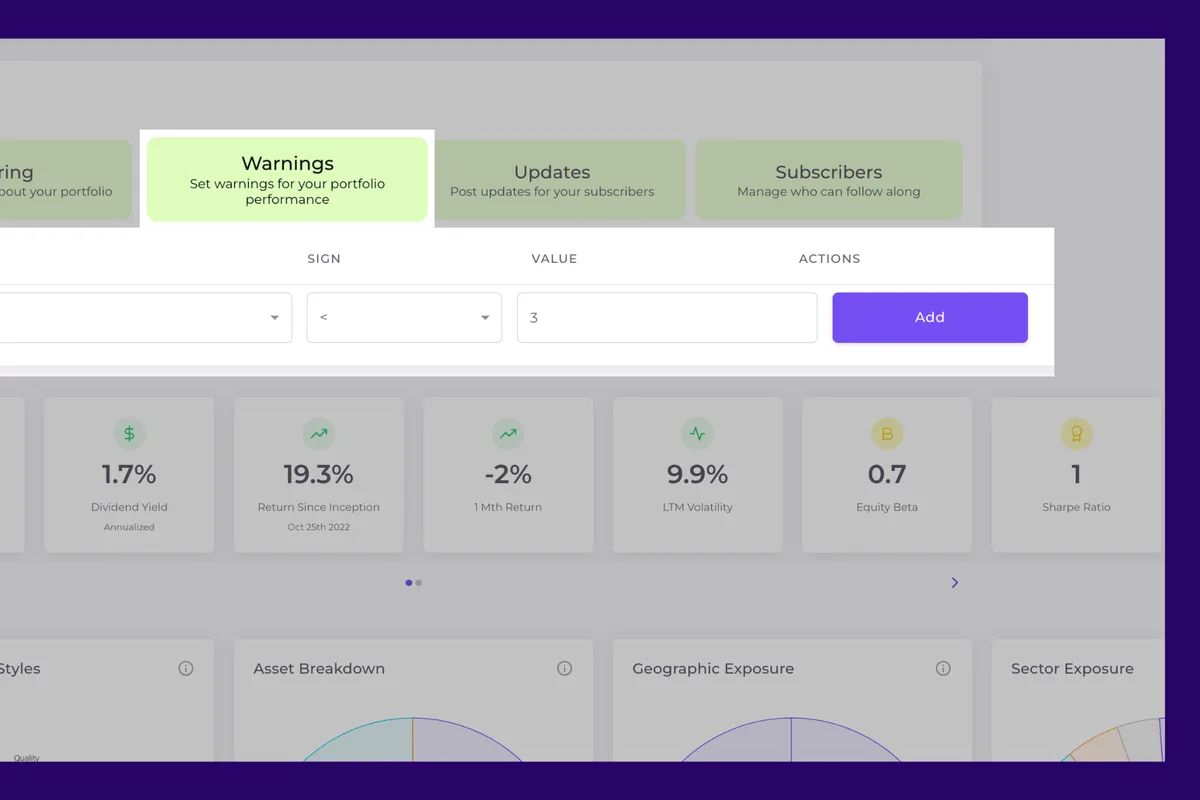 ring
bout your portfolio
Warnings
Set warnings for your portfolio
performance
Updates
Post updates for your subscribers
Subscribers
Manage who can follow along
SIGN
VALUE
ACTIONS
<
3
Add
1.7%
Dividend Yield
Annualized
19.3%
Return Since Inception
Oct 25th 2022
-2%
1 Mth Return
9.9%
LTM Volatility
0.7
Equity Beta
1
Sharpe Ratio
Styles
Asset Breakdown
Geographic Exposure
Sector Exposure
Quality